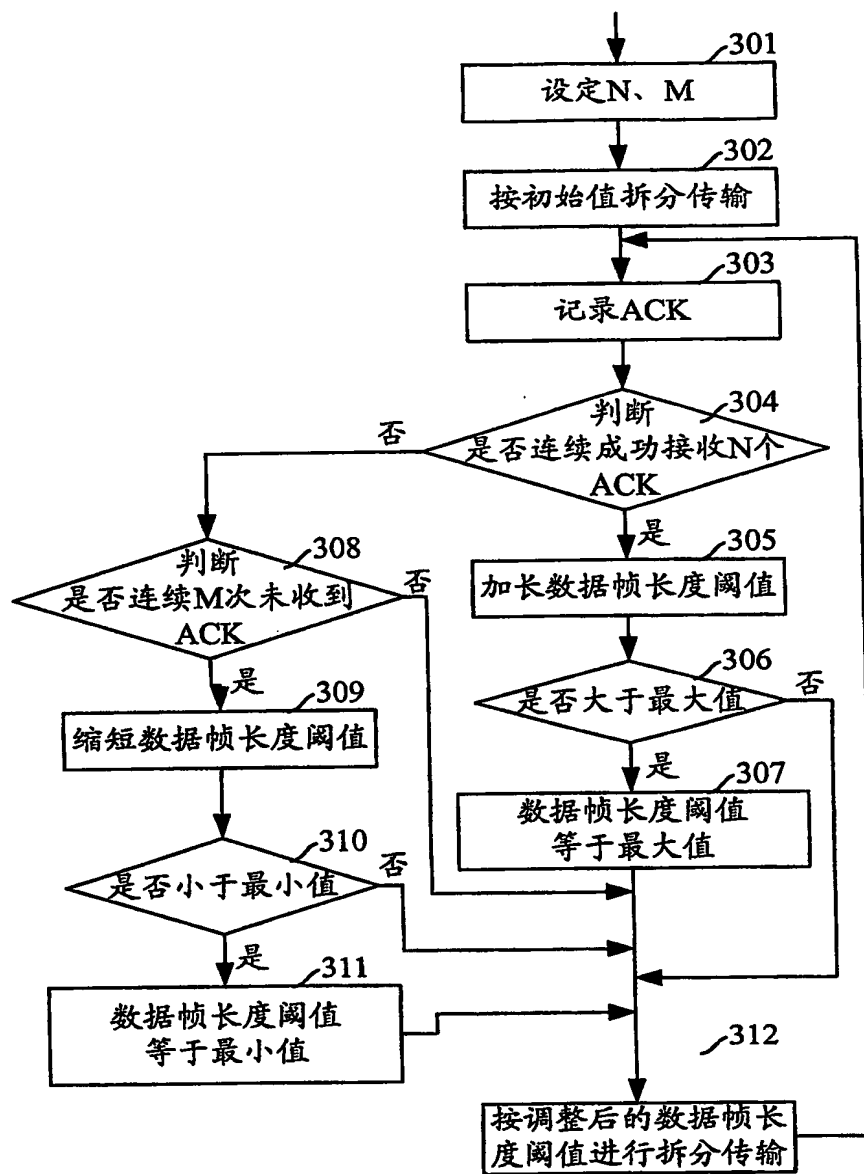 301
设定N、M
302
按初始值拆分传输
303
记录ACK
304
判断
是否连续成功接收N个
ACK
否
是
308
判断
是否连续M次未收到
ACK
否
是
305
加长数据帧长度阈值
306
是否大于最大值
否
是
309
缩短数据帧长度阈值
307
数据帧长度阈值
等于最大值
310
是否小于最小值
否
是
311
数据帧长度阈值
等于最小值
312
按调整后的数据帧长
度阈值进行拆分传输